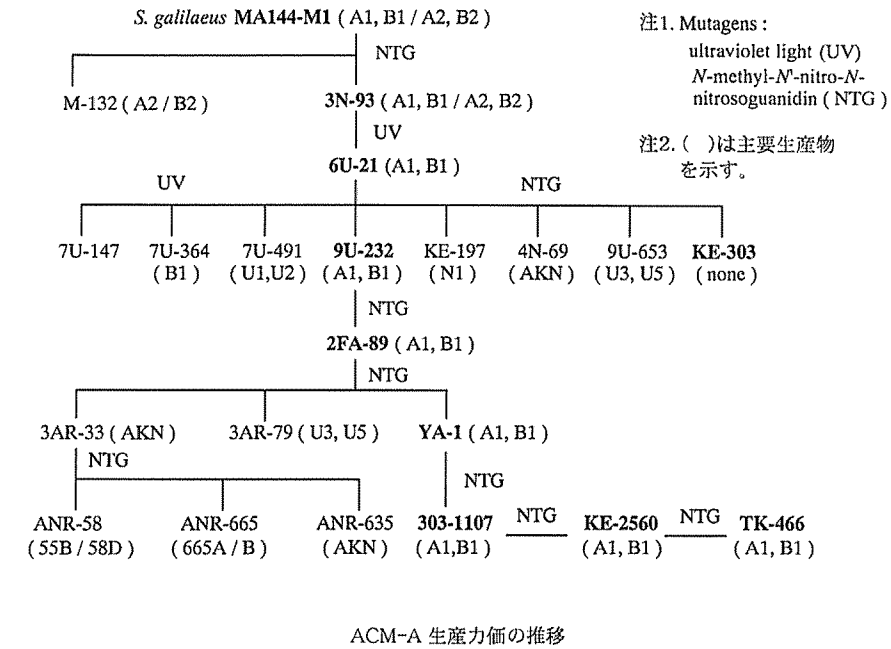 S. galilaeus MA144-M1 ( A1, B1 / A2, B2 )
NTG
M-132 ( A2 / B2 )
3N-93 ( A1, B1 / A2, B2 )
UV
6U-21 ( A1, B1 )
UV
NTG
7U-147 7U-364 7U-491 9U-232 KE-197 4N-69 9U-653 KE-303
( B1 ) ( U1,U2 ) ( A1, B1 ) ( N1 ) ( AKN ) ( U3, U5 ) ( none )
NTG
2FA-89 ( A1, B1 )
NTG
3AR-33 ( AKN ) 3AR-79 ( U3, U5 ) YA-1 ( A1, B1 )
NTG
NTG
ANR-58 ANR-665 ANR-635 303-1107 NTG KE-2560 NTG TK-466
( 55B / 58D ) ( 665A / B ) ( AKN ) ( A1,B1 ) ( A1, B1 ) ( A1, B1 )
注1. Mutagens :
ultraviolet light (UV)
N-methyl-N'-nitro-N-
nitrosoguanidin ( NTG )
注2. ( )は主要生産物
を示す。
ACM-A 生産力価の推移